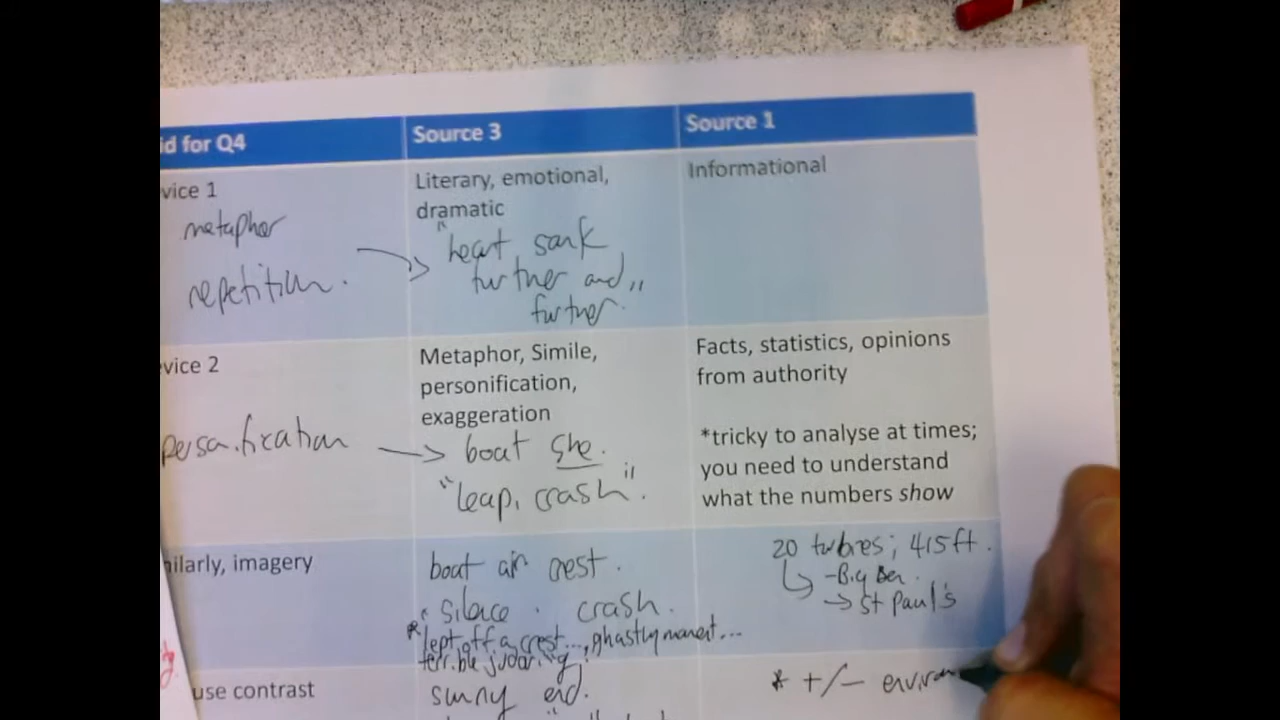 id for Q4
Source 3
Source 1
vice 1
metaphor
repetition.
Literary, emotional,
dramatic
"heart sank
further and
further."
Informational
vice 2
personification
Metaphor, Simile,
personification,
exaggeration
boat she.
"leap, crash".
Facts, statistics, opinions
from authority
*tricky to analyse at times;
you need to understand
what the numbers show
ilarly, imagery
boat air crest.
"silence. crash.
*lept off a crest..., ghastly moment...
terrible juddering
20 turbines; 415ft.
-Big Ben.
→ St Paul's
use contrast
sunny end.
* +/- environ